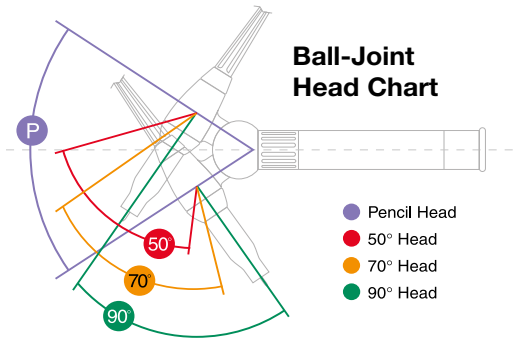 Ball-Joint
Head Chart
P
50°
70°
90°
Pencil Head
50° Head
70° Head
90° Head